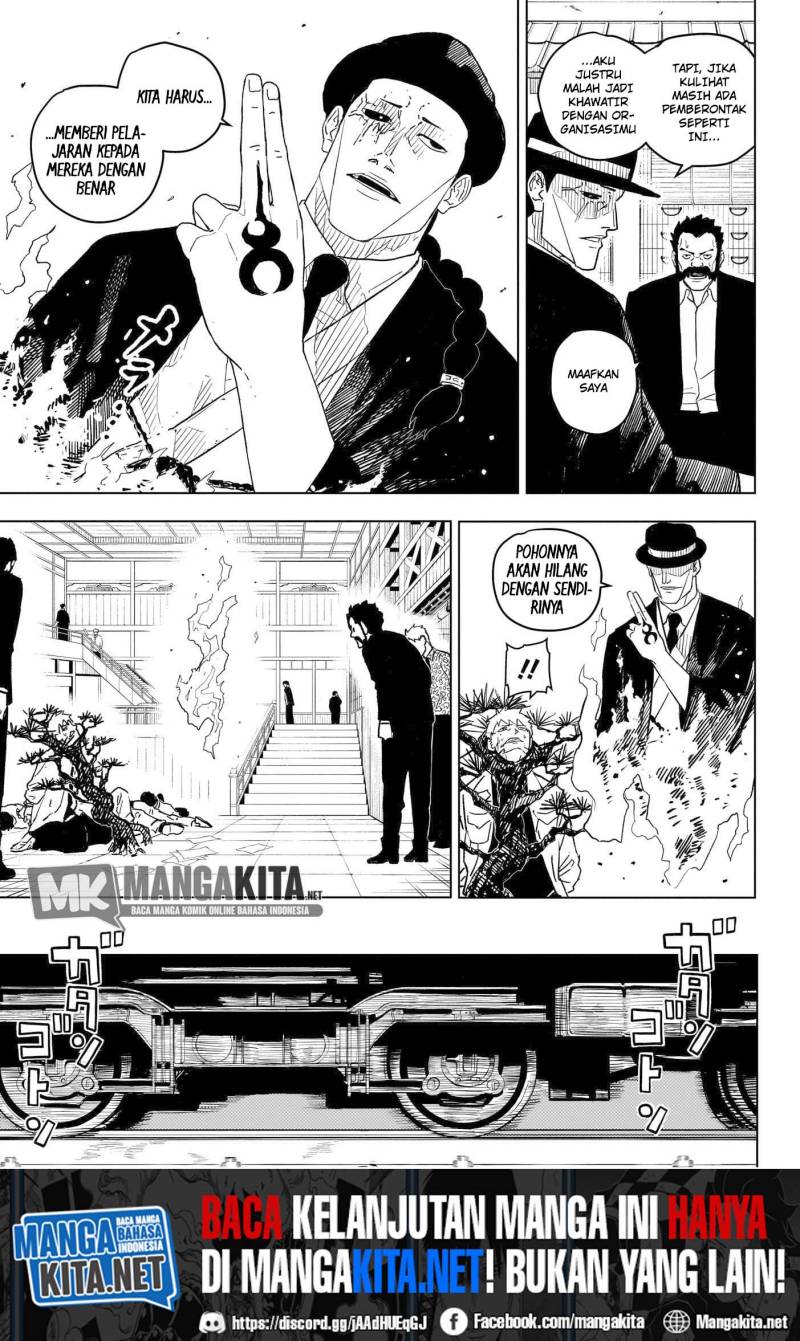 TAPI, JIKA
KULIHAT
MASIH ADA
PEMBERONTAK
SEPERTI
INI...
...AKU
JUSTRU
MALAH JADI
KHAWATIR
DENGAN OR-
GANISASIMU
MAAFKAN
SAYA
KITA HARUS...
...MEMBERI PELA-
JARAN KEPADA
MEREKA DENGAN
BENAR
メラ
POHONNYA
AKAN HILANG
DENGAN SENDI-
RINYA
!!
MK MANGAKITA.NET
BACA MANGA KOMIK ONLINE BAHASA INDONESIA
ガタン
ゴトン
ガタン
ゴトン
MANGA
KITA.NET
BACA MANGA
BAHASA
INDONESIA
BACA KELANJUTAN MANGA INI HANYA
DI MANGAKITA.NET! BUKAN YANG LAIN!
https://discord.gg/jAAdHUEqGJ
Facebook.com/mangakita
Mangakita.net